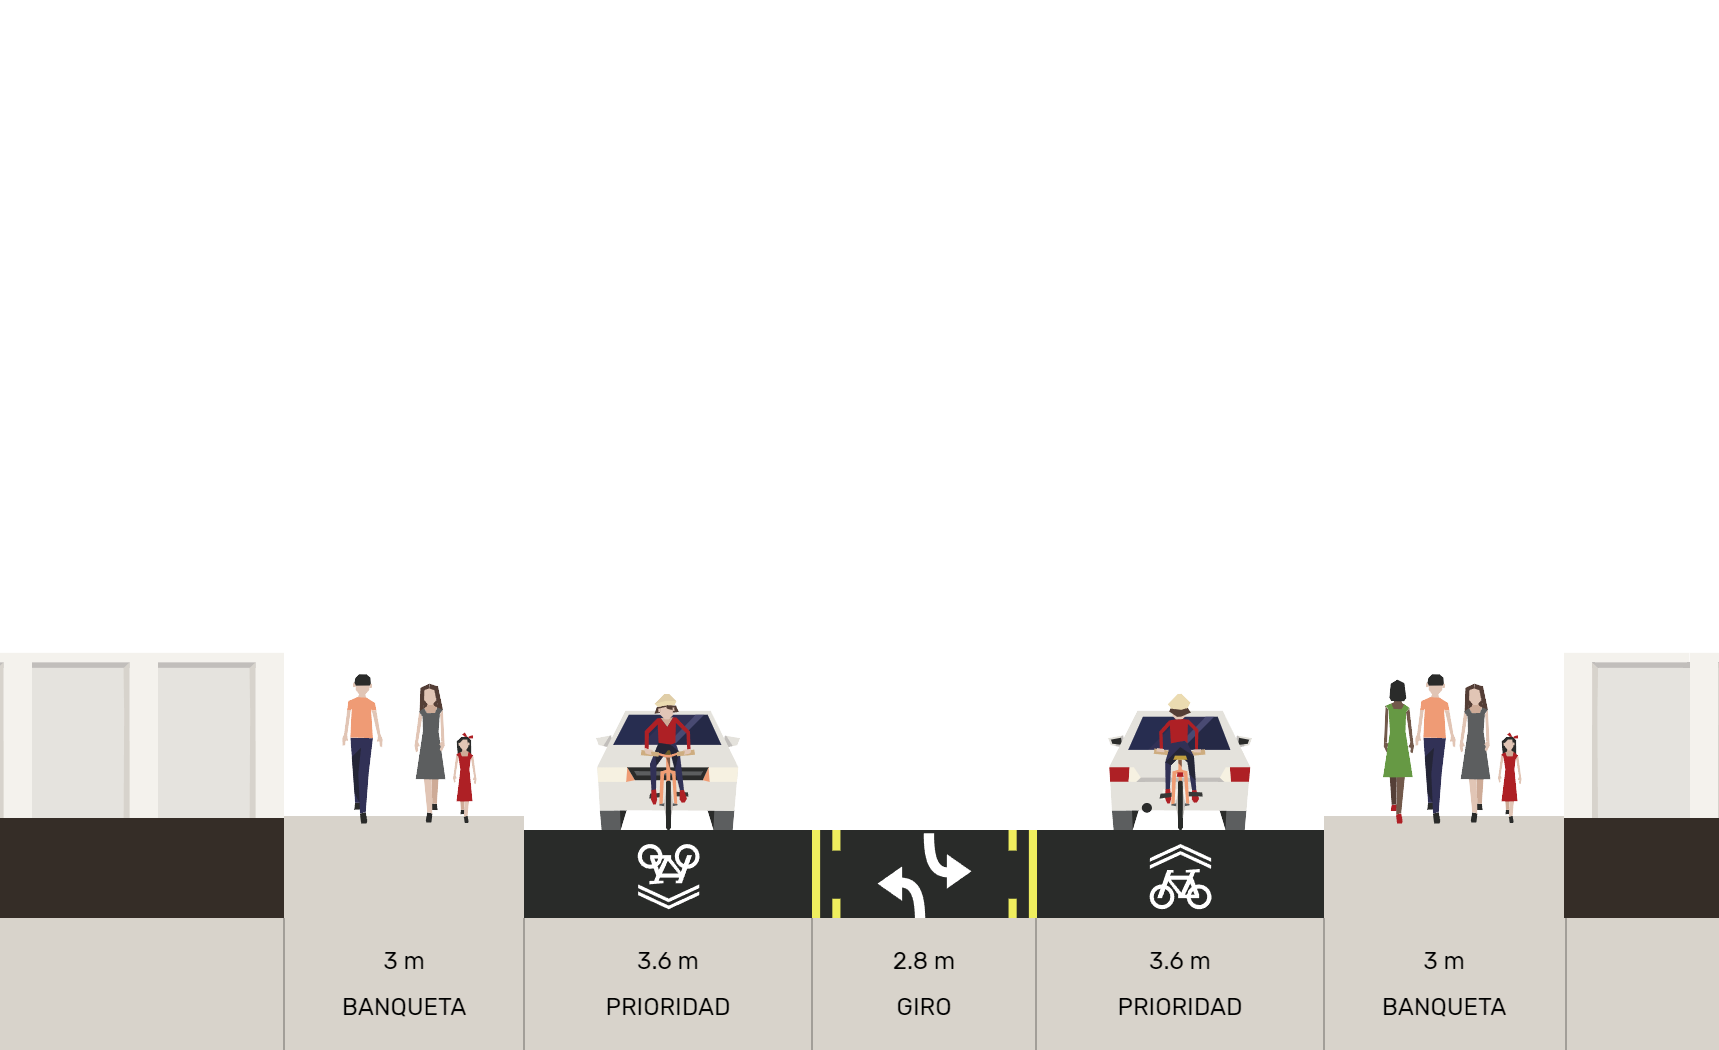 3 m
BANQUETA
3.6 m
PRIORIDAD
2.8 m
GIRO
3.6 m
PRIORIDAD
3 m
BANQUETA